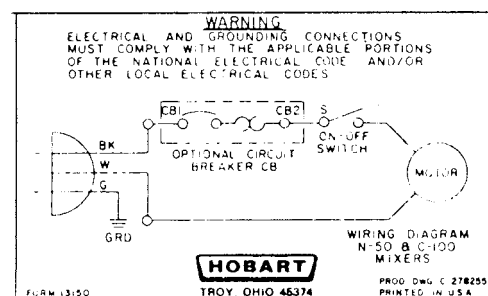 WARNING
ELECTRICAL AND GROUNDING CONNECTIONS
MUST COMPLY WITH THE APPLICABLE PORTIONS
OF THE NATIONAL ELECTRICAL CODE AND/OR
OTHER LOCAL ELECTRICAL CODES
CB1 CB2 S
BK
OPTIONAL CIRCUIT
BREAKER CB
ON-OFF
SWITCH
W
G
MOTOR
GRD
WIRING DIAGRAM
N-50 & C-100
MIXERS
HOBART
TROY, OHIO 45374
FORM 13150
PROD DWG C 278255
PRINTED IN U S A